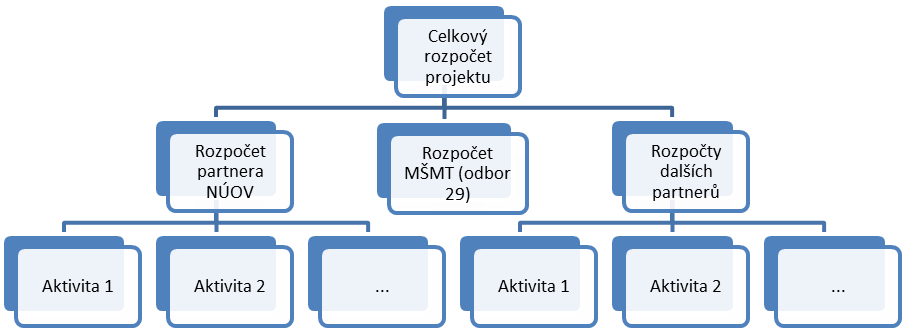 Celkový
rozpočet
projektu
Rozpočet
partnera
NÚOV
Rozpočet
MŠMT (odbor
29)
Rozpočty
dalších
partnerů
Aktivita 1
Aktivita 2
...
Aktivita 1
Aktivita 2
...